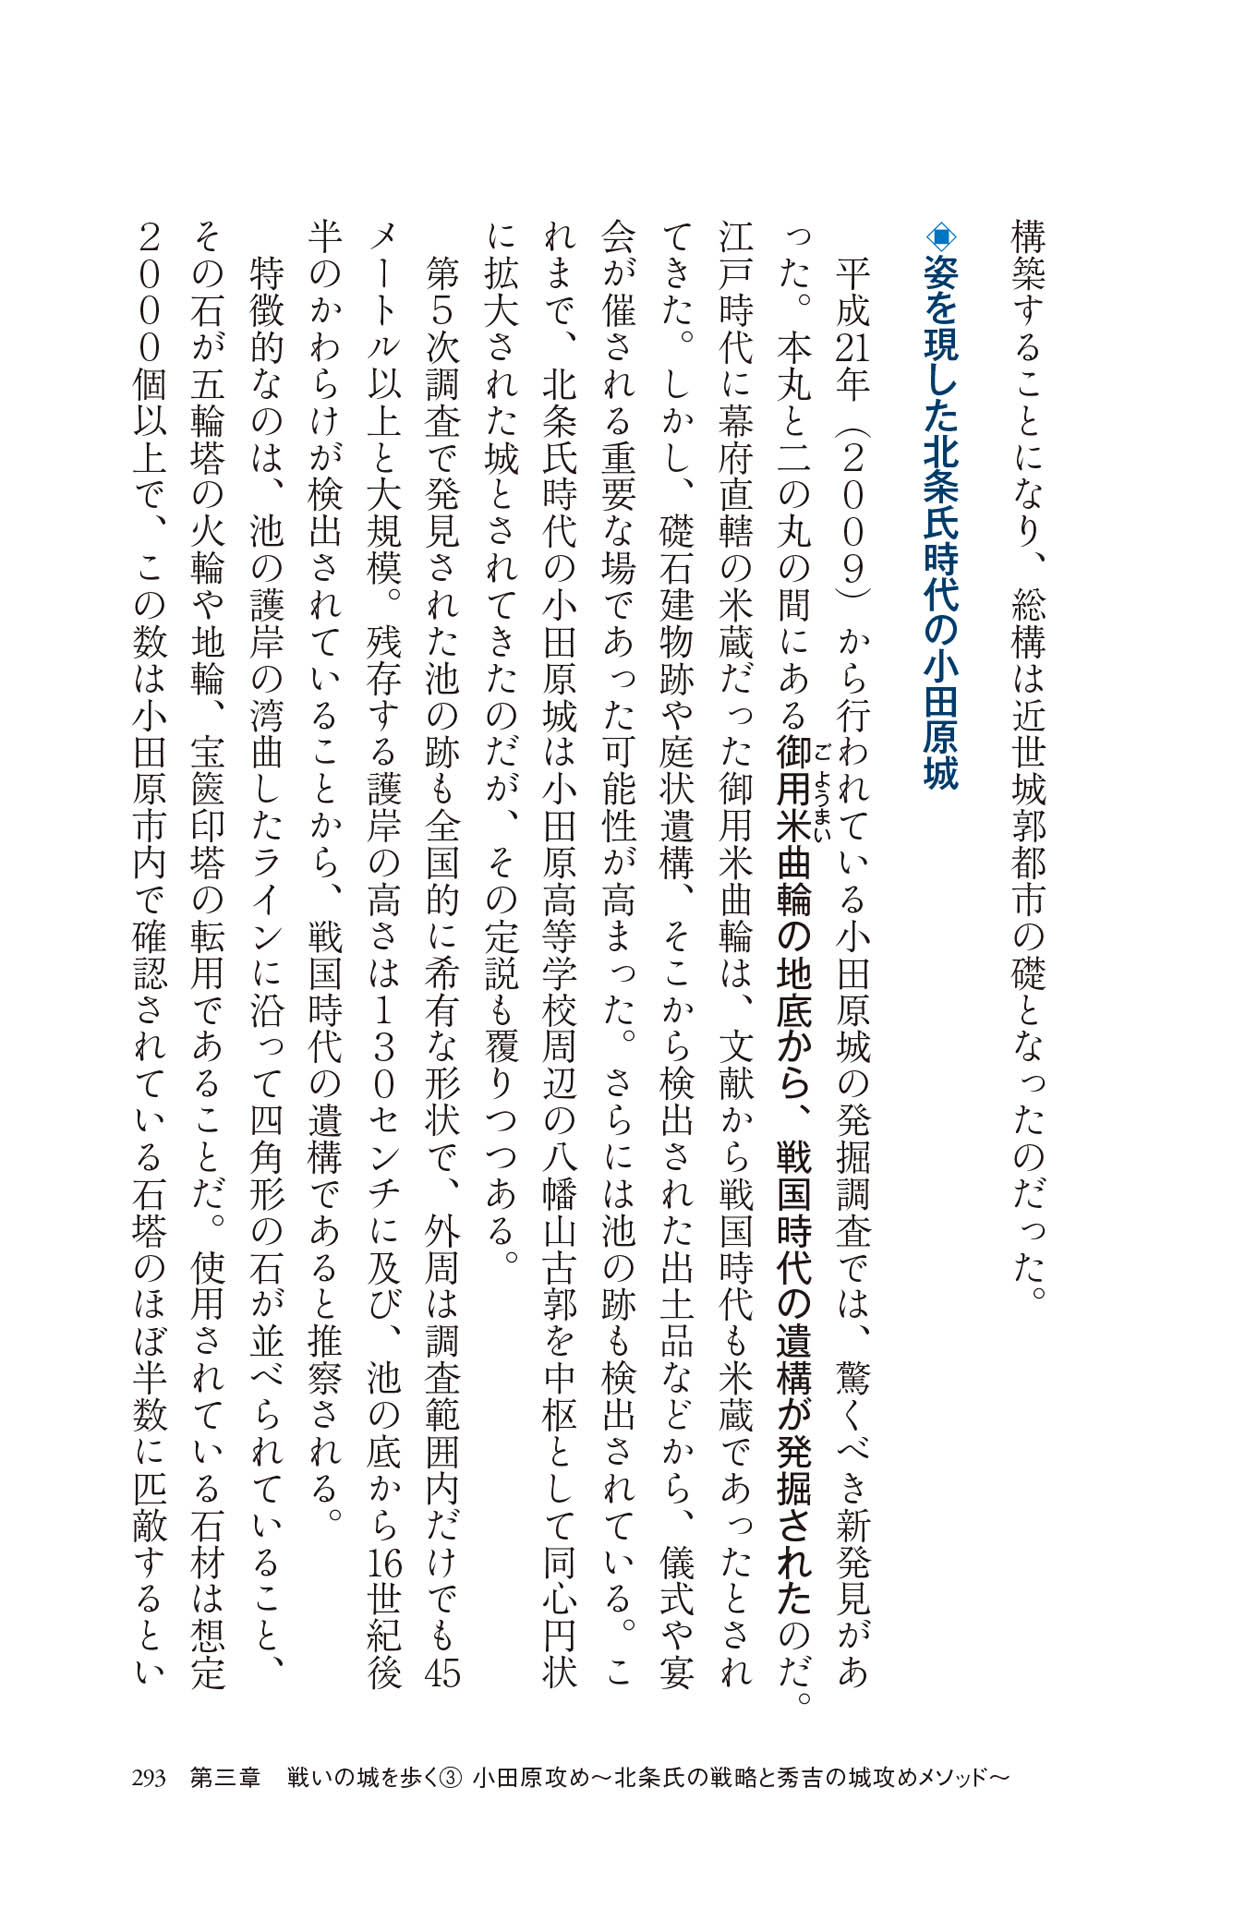 構築することになり、総構は近世城郭都市の礎となったのだった。
◈姿を現した北条氏時代の小田原城
平成21年（2009）から行われている小田原城の発掘調査では、驚くべき新発見があ
った。本丸と二の丸の間にある御用米曲輪の地底から、戦国時代の遺構が発掘されたのだ。
ごようまい
江戸時代に幕府直轄の米蔵だった御用米曲輪は、文献から戦国時代も米蔵であったとされ
てきた。しかし、礎石建物跡や庭状遺構、そこから検出された出土品などから、儀式や宴
会が催される重要な場であった可能性が高まった。さらには池の跡も検出されている。こ
れまで、北条氏時代の小田原城は小田原高等学校周辺の八幡山古郭を中枢として同心円状
に拡大された城とされてきたのだが、その定説も覆りつつある。
第5次調査で発見された池の跡も全国的に希有な形状で、外周は調査範囲内だけでも45
メートル以上と大規模。残存する護岸の高さは130センチに及び、池の底から16世紀後
半のかわらけが検出されていることから、戦国時代の遺構であると推察される。
特徴的なのは、池の護岸の湾曲したラインに沿って四角形の石が並べられていること、
その石が五輪塔の火輪や地輪、宝篋印塔の転用であることだ。使用されている石材は想定
2000個以上で、この数は小田原市内で確認されている石塔のほぼ半数に匹敵するとい
293 第三章 戦いの城を歩く③ 小田原攻め〜北条氏の戦略と秀吉の城攻めメソッド〜